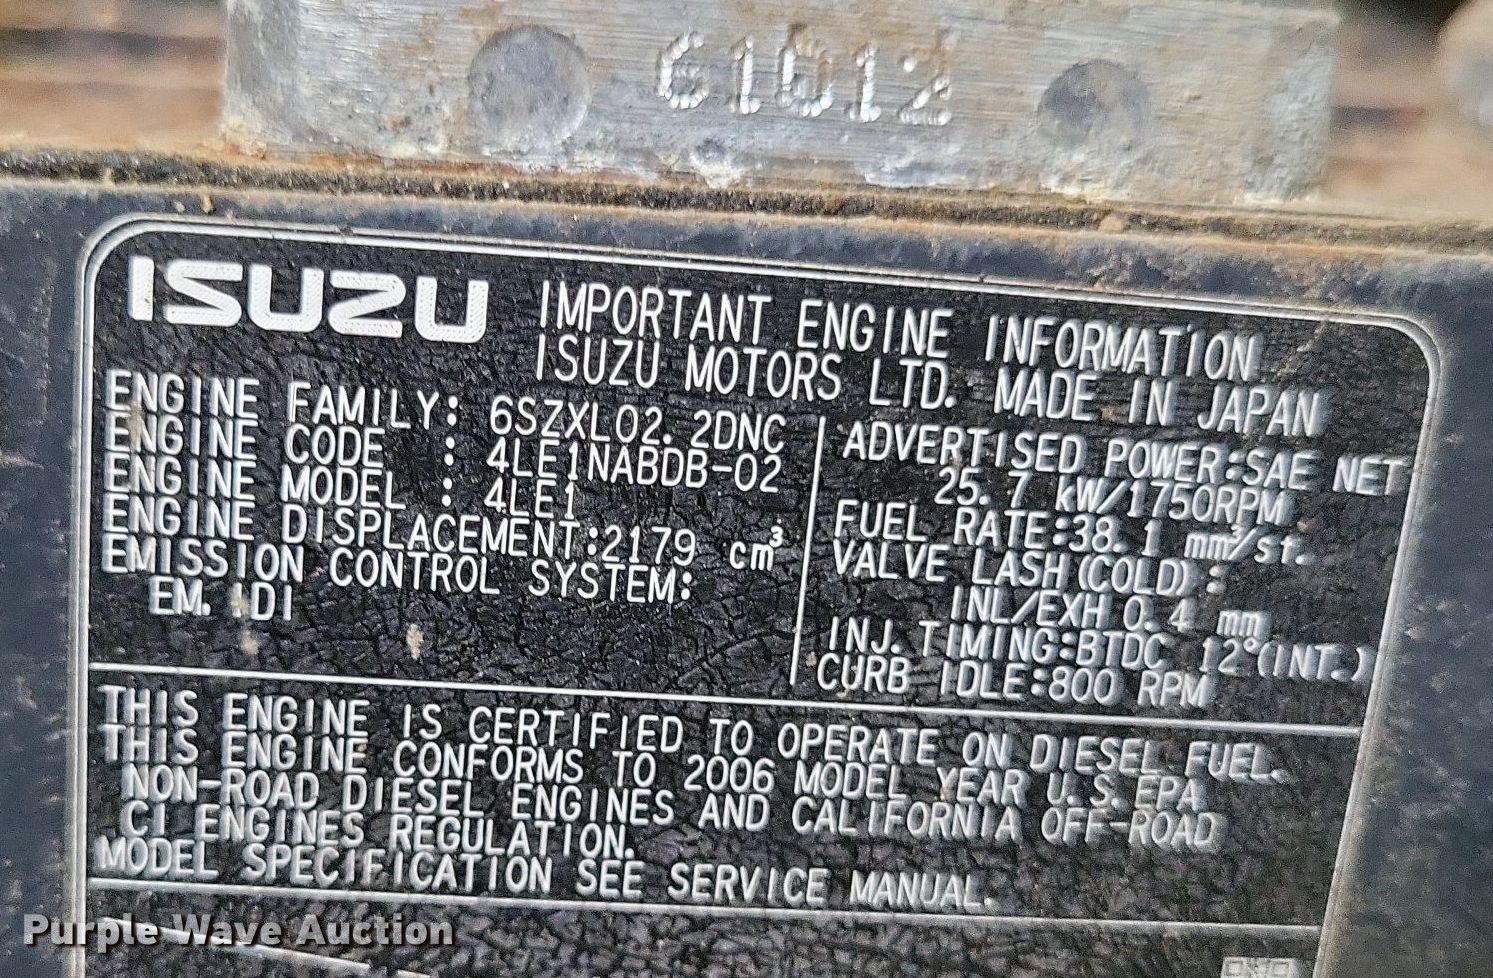 61012
ISUZU
IMPORTANT ENGINE INFORMATION
ISUZU MOTORS LTD. MADE IN JAPAN
ENGINE FAMILY: 6SZXL02.2DNC
ENGINE CODE : 4LE1NABDB-02
ENGINE MODEL : 4LE1
ENGINE DISPLACEMENT:2179 cm³
EMISSION CONTROL SYSTEM:
EM. IDI
ADVERTISED POWER:SAE NET
25.7 kW/1750RPM
FUEL RATE:38.1 mm³/st.
VALVE LASH(COLD):
INL/EXH 0.4 mm
INJ. TIMING:BTDC 12°(INT.)
CURB IDLE:800 RPM
THIS ENGINE IS CERTIFIED TO OPERATE ON DIESEL FUEL.
THIS ENGINE CONFORMS TO 2006 MODEL YEAR U.S. EPA
NON-ROAD DIESEL ENGINES AND CALIFORNIA OFF-ROAD
CI ENGINES REGULATION.
MODEL SPECIFICATION SEE SERVICE MANUAL.
Purple Wave Auction